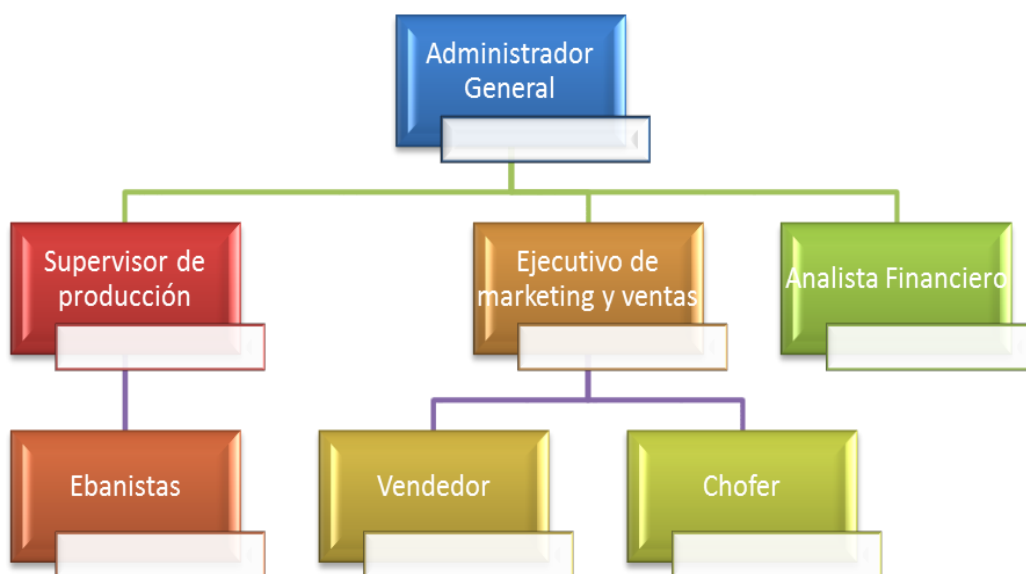 Administrador
General
Supervisor de
producción
Ejecutivo de
marketing y ventas
Analista Financiero
Ebanistas
Vendedor
Chofer